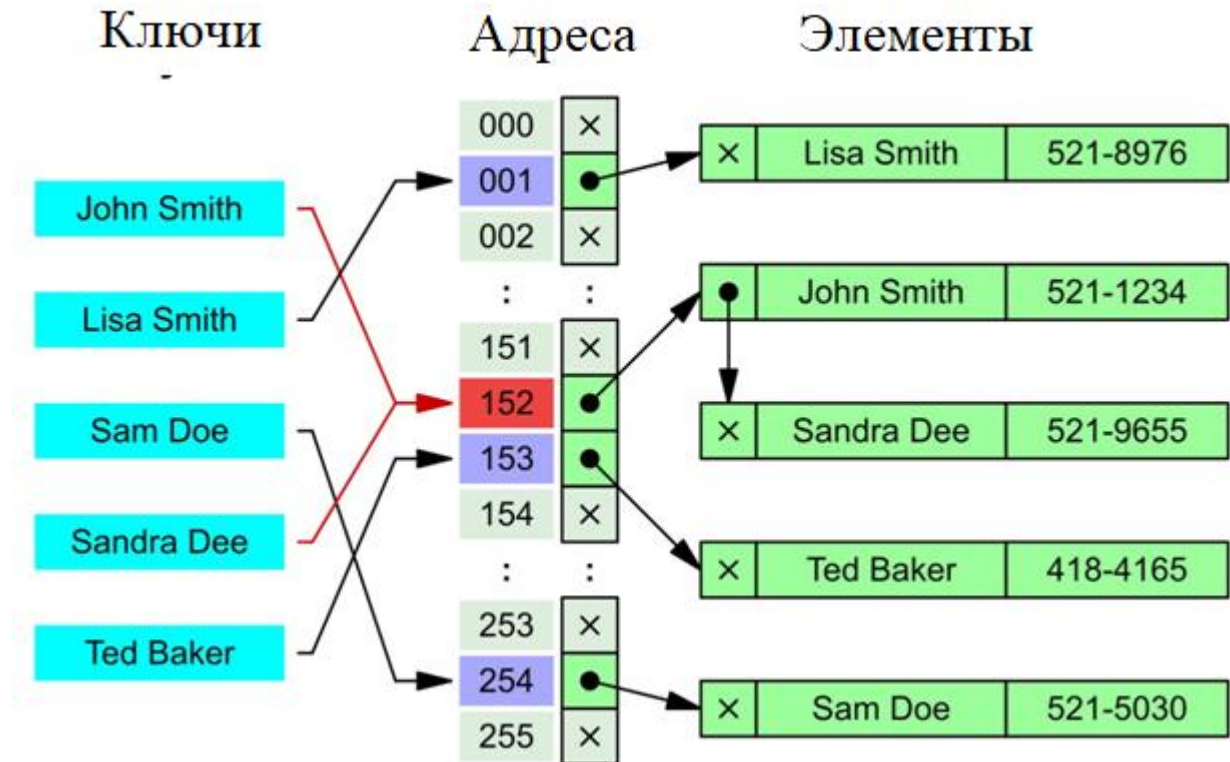 Ключи
Адреса
Элементы
John Smith
Lisa Smith
Sam Doe
Sandra Dee
Ted Baker
000 ×
001
002 ×
: :
151 ×
152
153
154 ×
: :
253 ×
254
255 ×
× Lisa Smith 521-8976
John Smith 521-1234
× Sandra Dee 521-9655
× Ted Baker 418-4165
× Sam Doe 521-5030